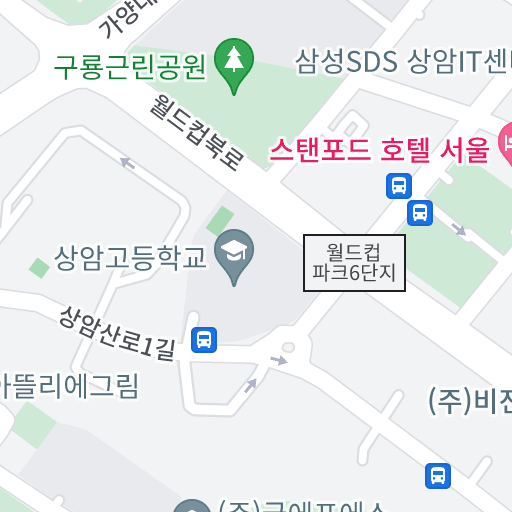 가양대
구룡근린공원
삼성SDS 상암IT센
월드컵북로
스탠포드 호텔 서울
월드컵
파크6단지
상암고등학교
상암산로1길
아뜰리에그림
(주)비전